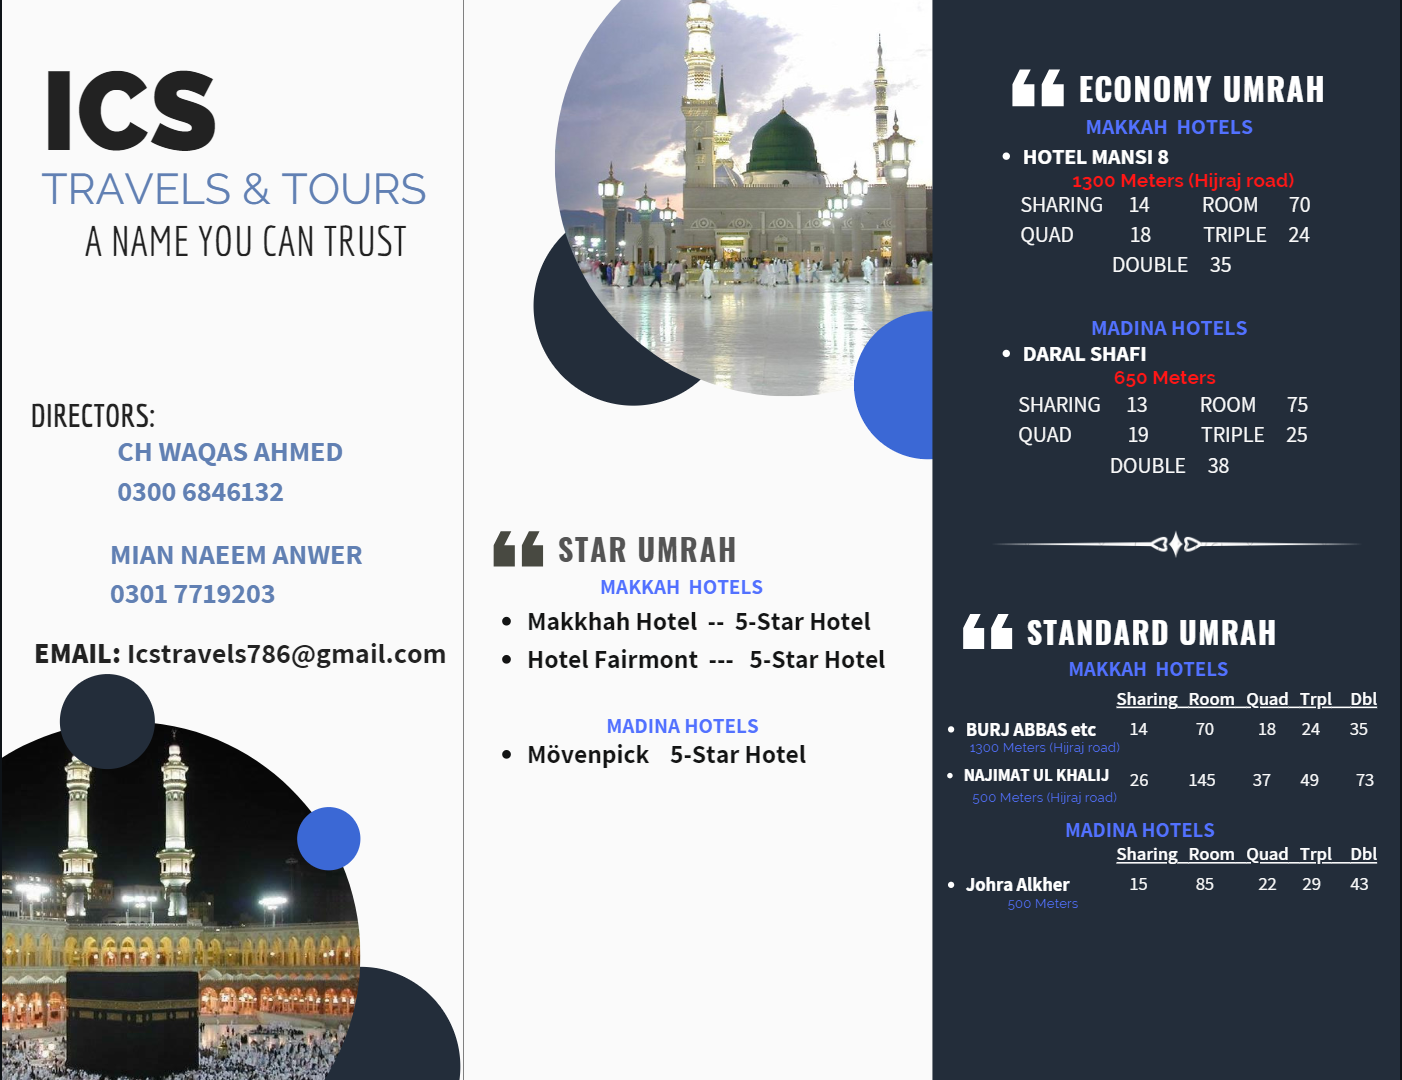 ICS
TRAVELS & TOURS
A NAME YOU CAN TRUST
DIRECTORS:
CH WAQAS AHMED
0300 6846132
MIAN NAEEM ANWER
0301 7719203
EMAIL: Icstravels786@gmail.com
STAR UMRAH
MAKKAH HOTELS
• Makkhah Hotel -- 5-Star Hotel
• Hotel Fairmont --- 5-Star Hotel
MADINA HOTELS
• Mövenpick 5-Star Hotel
ECONOMY UMRAH
MAKKAH HOTELS
• HOTEL MANSI 8
1300 Meters (Hijraj road)
SHARING 14 ROOM 70
QUAD 18 TRIPLE 24
DOUBLE 35
MADINA HOTELS
• DARAL SHAFI
650 Meters
SHARING 13 ROOM 75
QUAD 19 TRIPLE 25
DOUBLE 38
STANDARD UMRAH
MAKKAH HOTELS
Sharing Room Quad Trpl Dbl
• BURJ ABBAS etc 14 70 18 24 35
1300 Meters (Hijraj road)
• NAJIMAT UL KHALIJ 26 145 37 49 73
500 Meters (Hijraj road)
MADINA HOTELS
Sharing Room Quad Trpl Dbl
• Johra Alkher 15 85 22 29 43
500 Meters